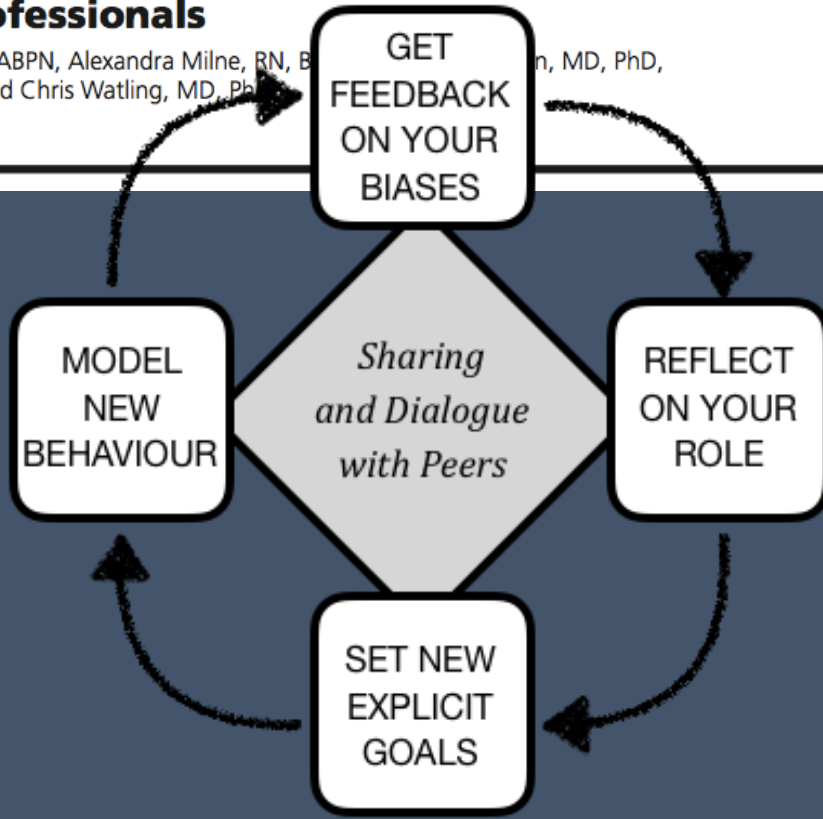 ofessionals
ABPN, Alexandra Milne, RN, B n, MD, PhD,
d Chris Watling, MD, Ph
GET
FEEDBACK
ON YOUR
BIASES
MODEL
NEW
BEHAVIOUR
Sharing
and Dialogue
with Peers
REFLECT
ON YOUR
ROLE
SET NEW
EXPLICIT
GOALS